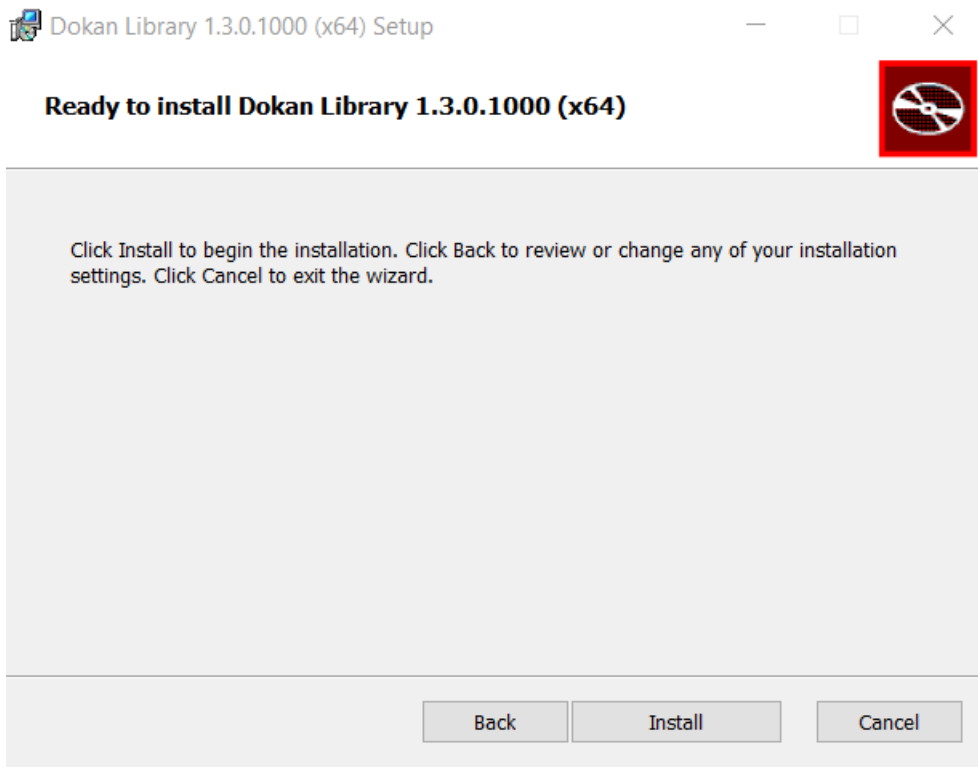 Dokan Library 1.3.0.1000 (x64) Setup
Ready to install Dokan Library 1.3.0.1000 (x64)
Click Install to begin the installation. Click Back to review or change any of your installation
settings. Click Cancel to exit the wizard.
Back
Install
Cancel